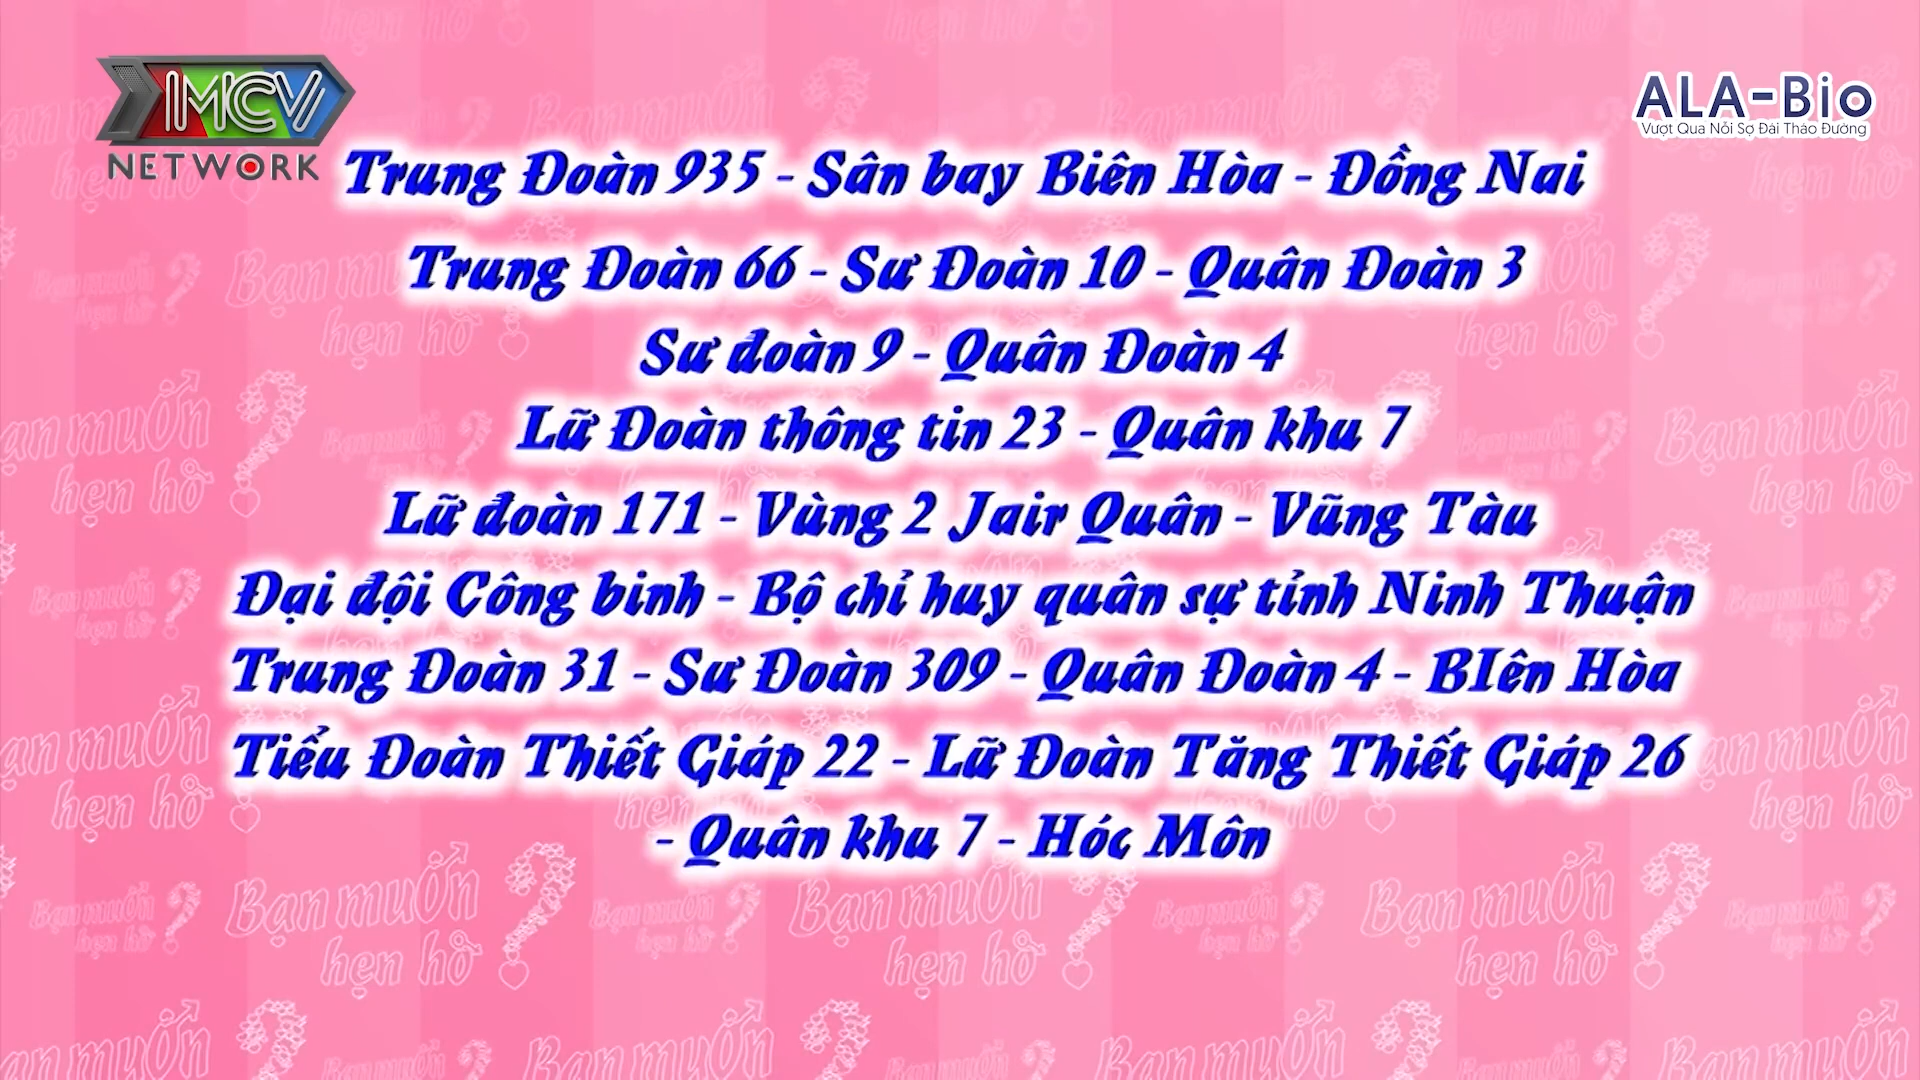 MCV
NETWORK
ALA-Bio
Vượt Qua Nỗi Sợ Đái Tháo Đường
Trung Đoàn 935 - Sân bay Biên Hòa - Đồng Nai
Trung Đoàn 66 - Sư Đoàn 10 - Quân Đoàn 3
Sư đoàn 9 - Quân Đoàn 4
Lữ Đoàn thông tin 23 - Quân khu 7
Lữ đoàn 171 - Vùng 2 Jair Quân - Vũng Tàu
Đại đội Công binh - Bộ chỉ huy quân sự tỉnh Ninh Thuận
Trung Đoàn 31 - Sư Đoàn 309 - Quân Đoàn 4 - BIên Hòa
Tiểu Đoàn Thiết Giáp 22 - Lữ Đoàn Tăng Thiết Giáp 26
- Quân khu 7 - Hóc Môn
Bạn muốn
hẹn hò?